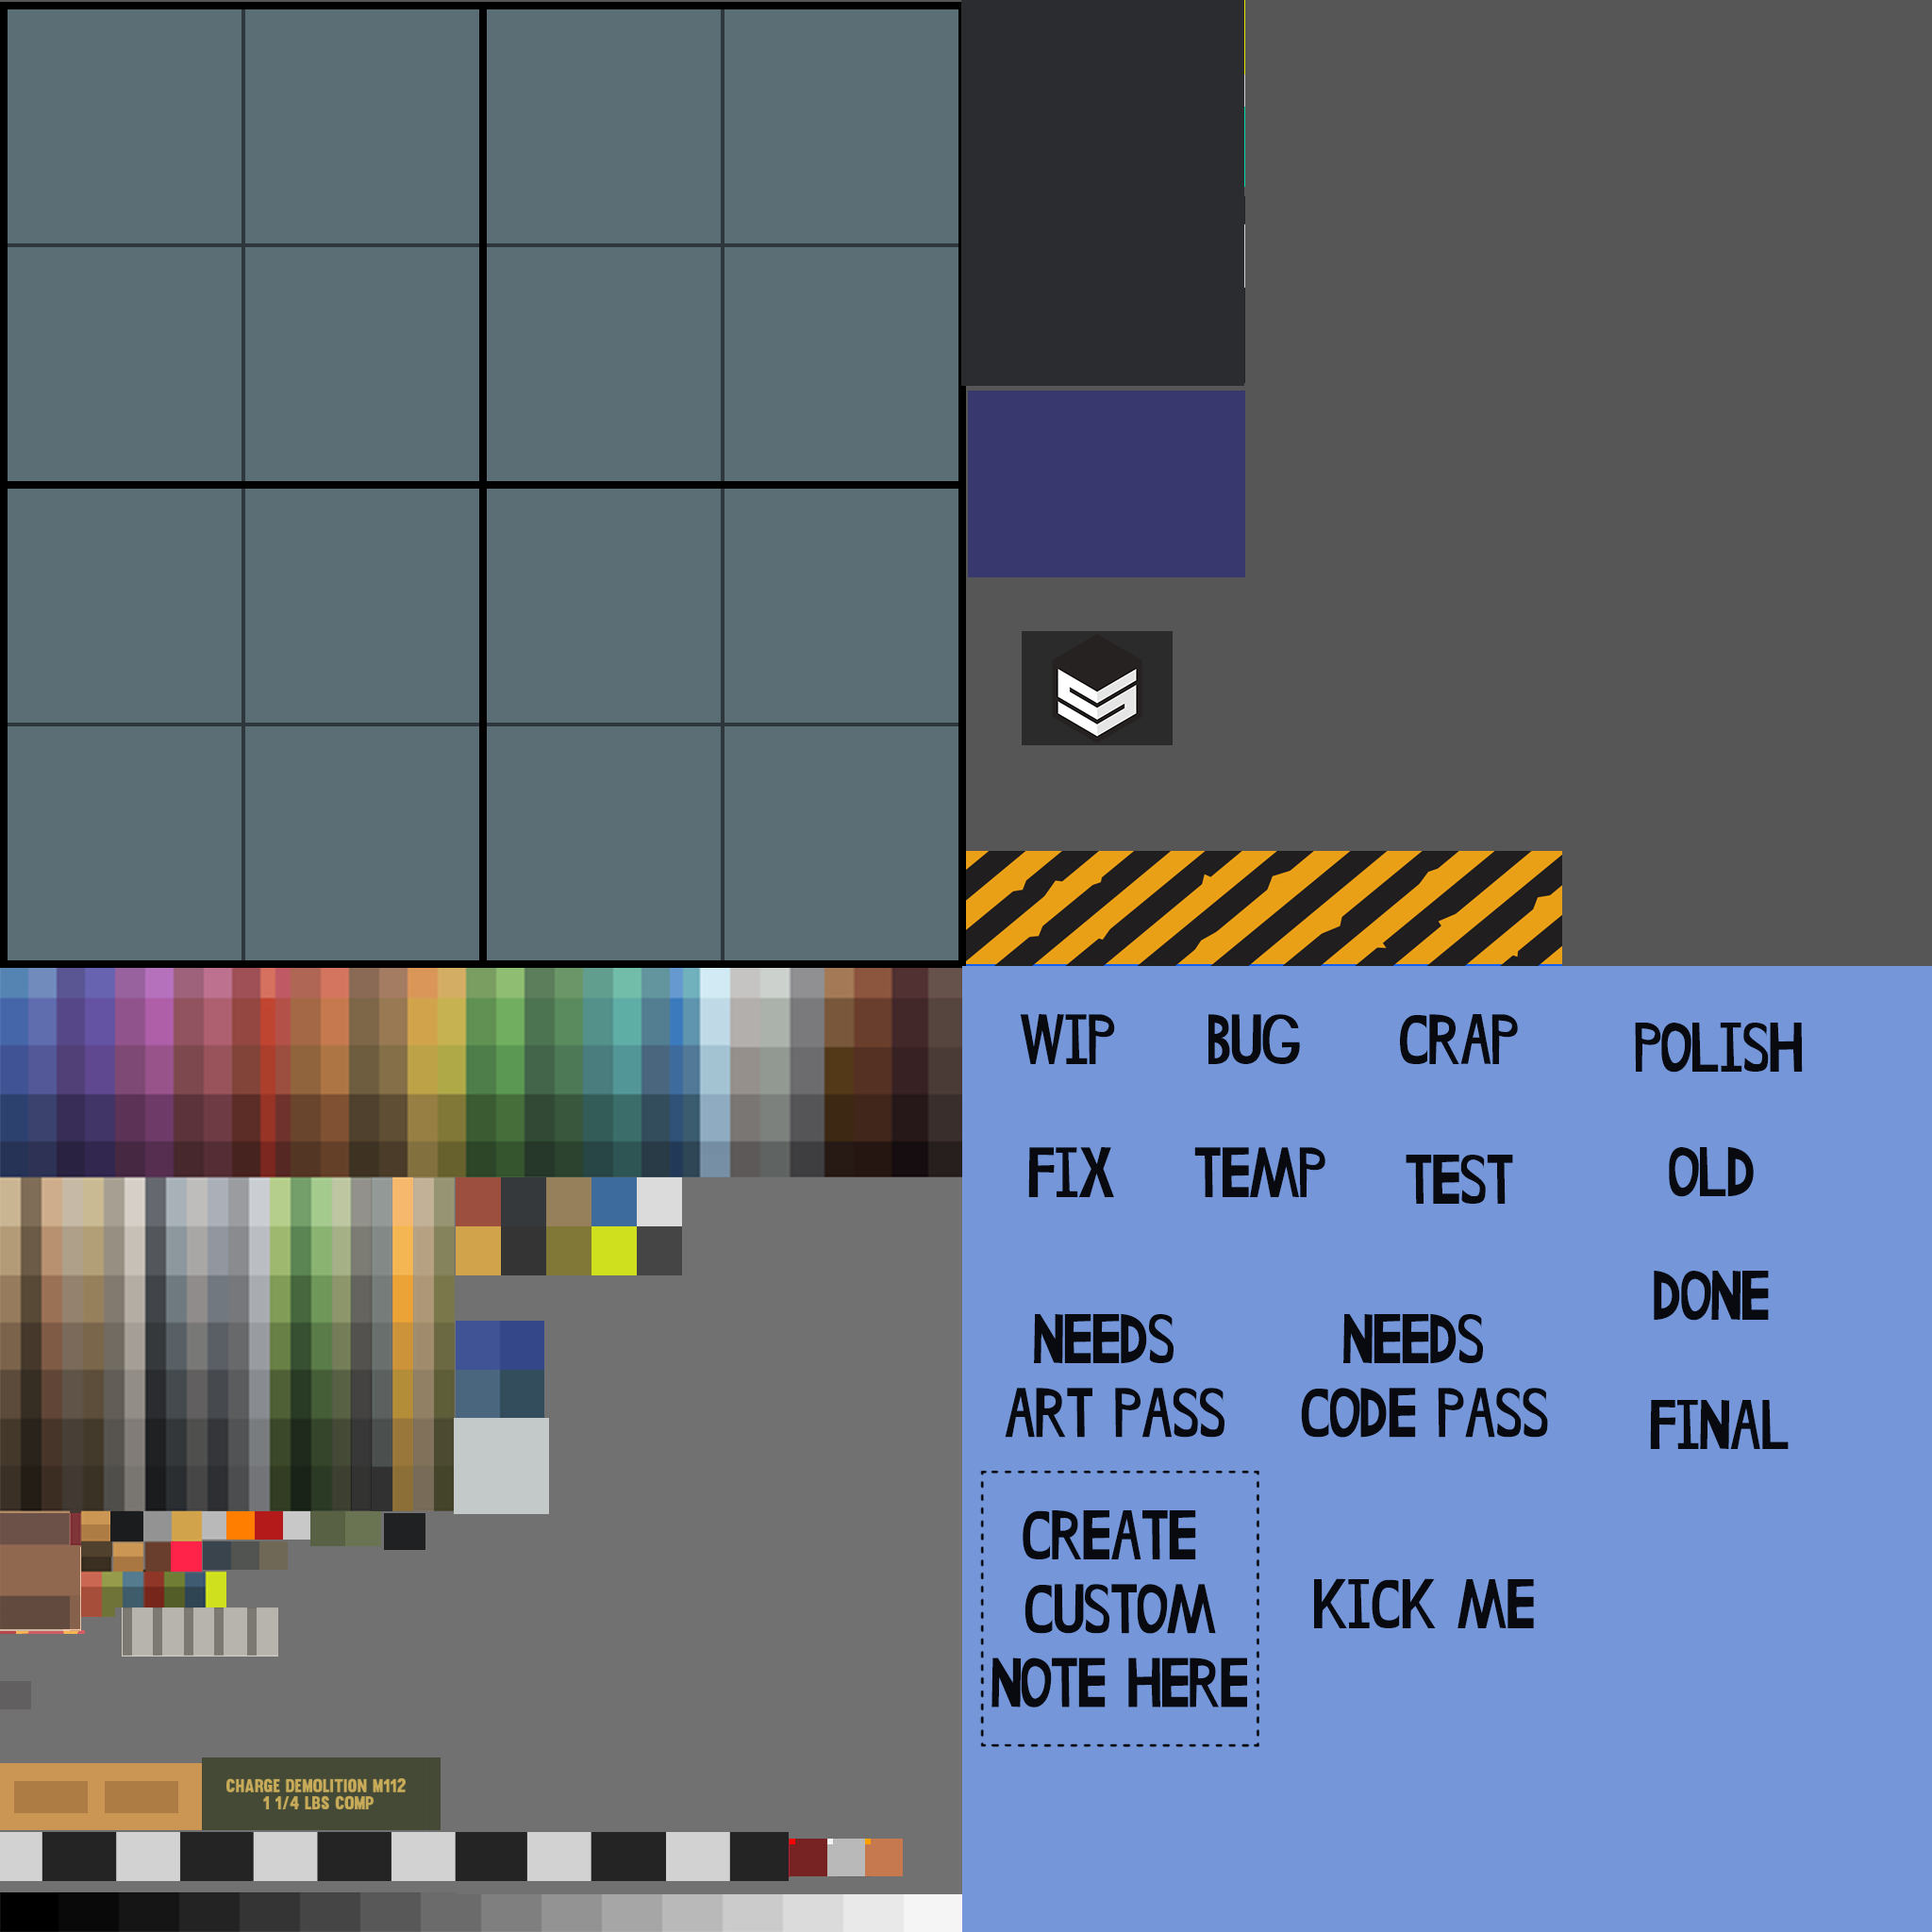 WIP
BUG
CRAP
POLISH
FIX
TEMP
TEST
OLD
DONE
NEEDS
ART PASS
NEEDS
CODE PASS
FINAL
CREATE
CUSTOM
NOTE HERE
KICK ME
CHARGE DEMOLITION M112
1 1/4 LBS COMP